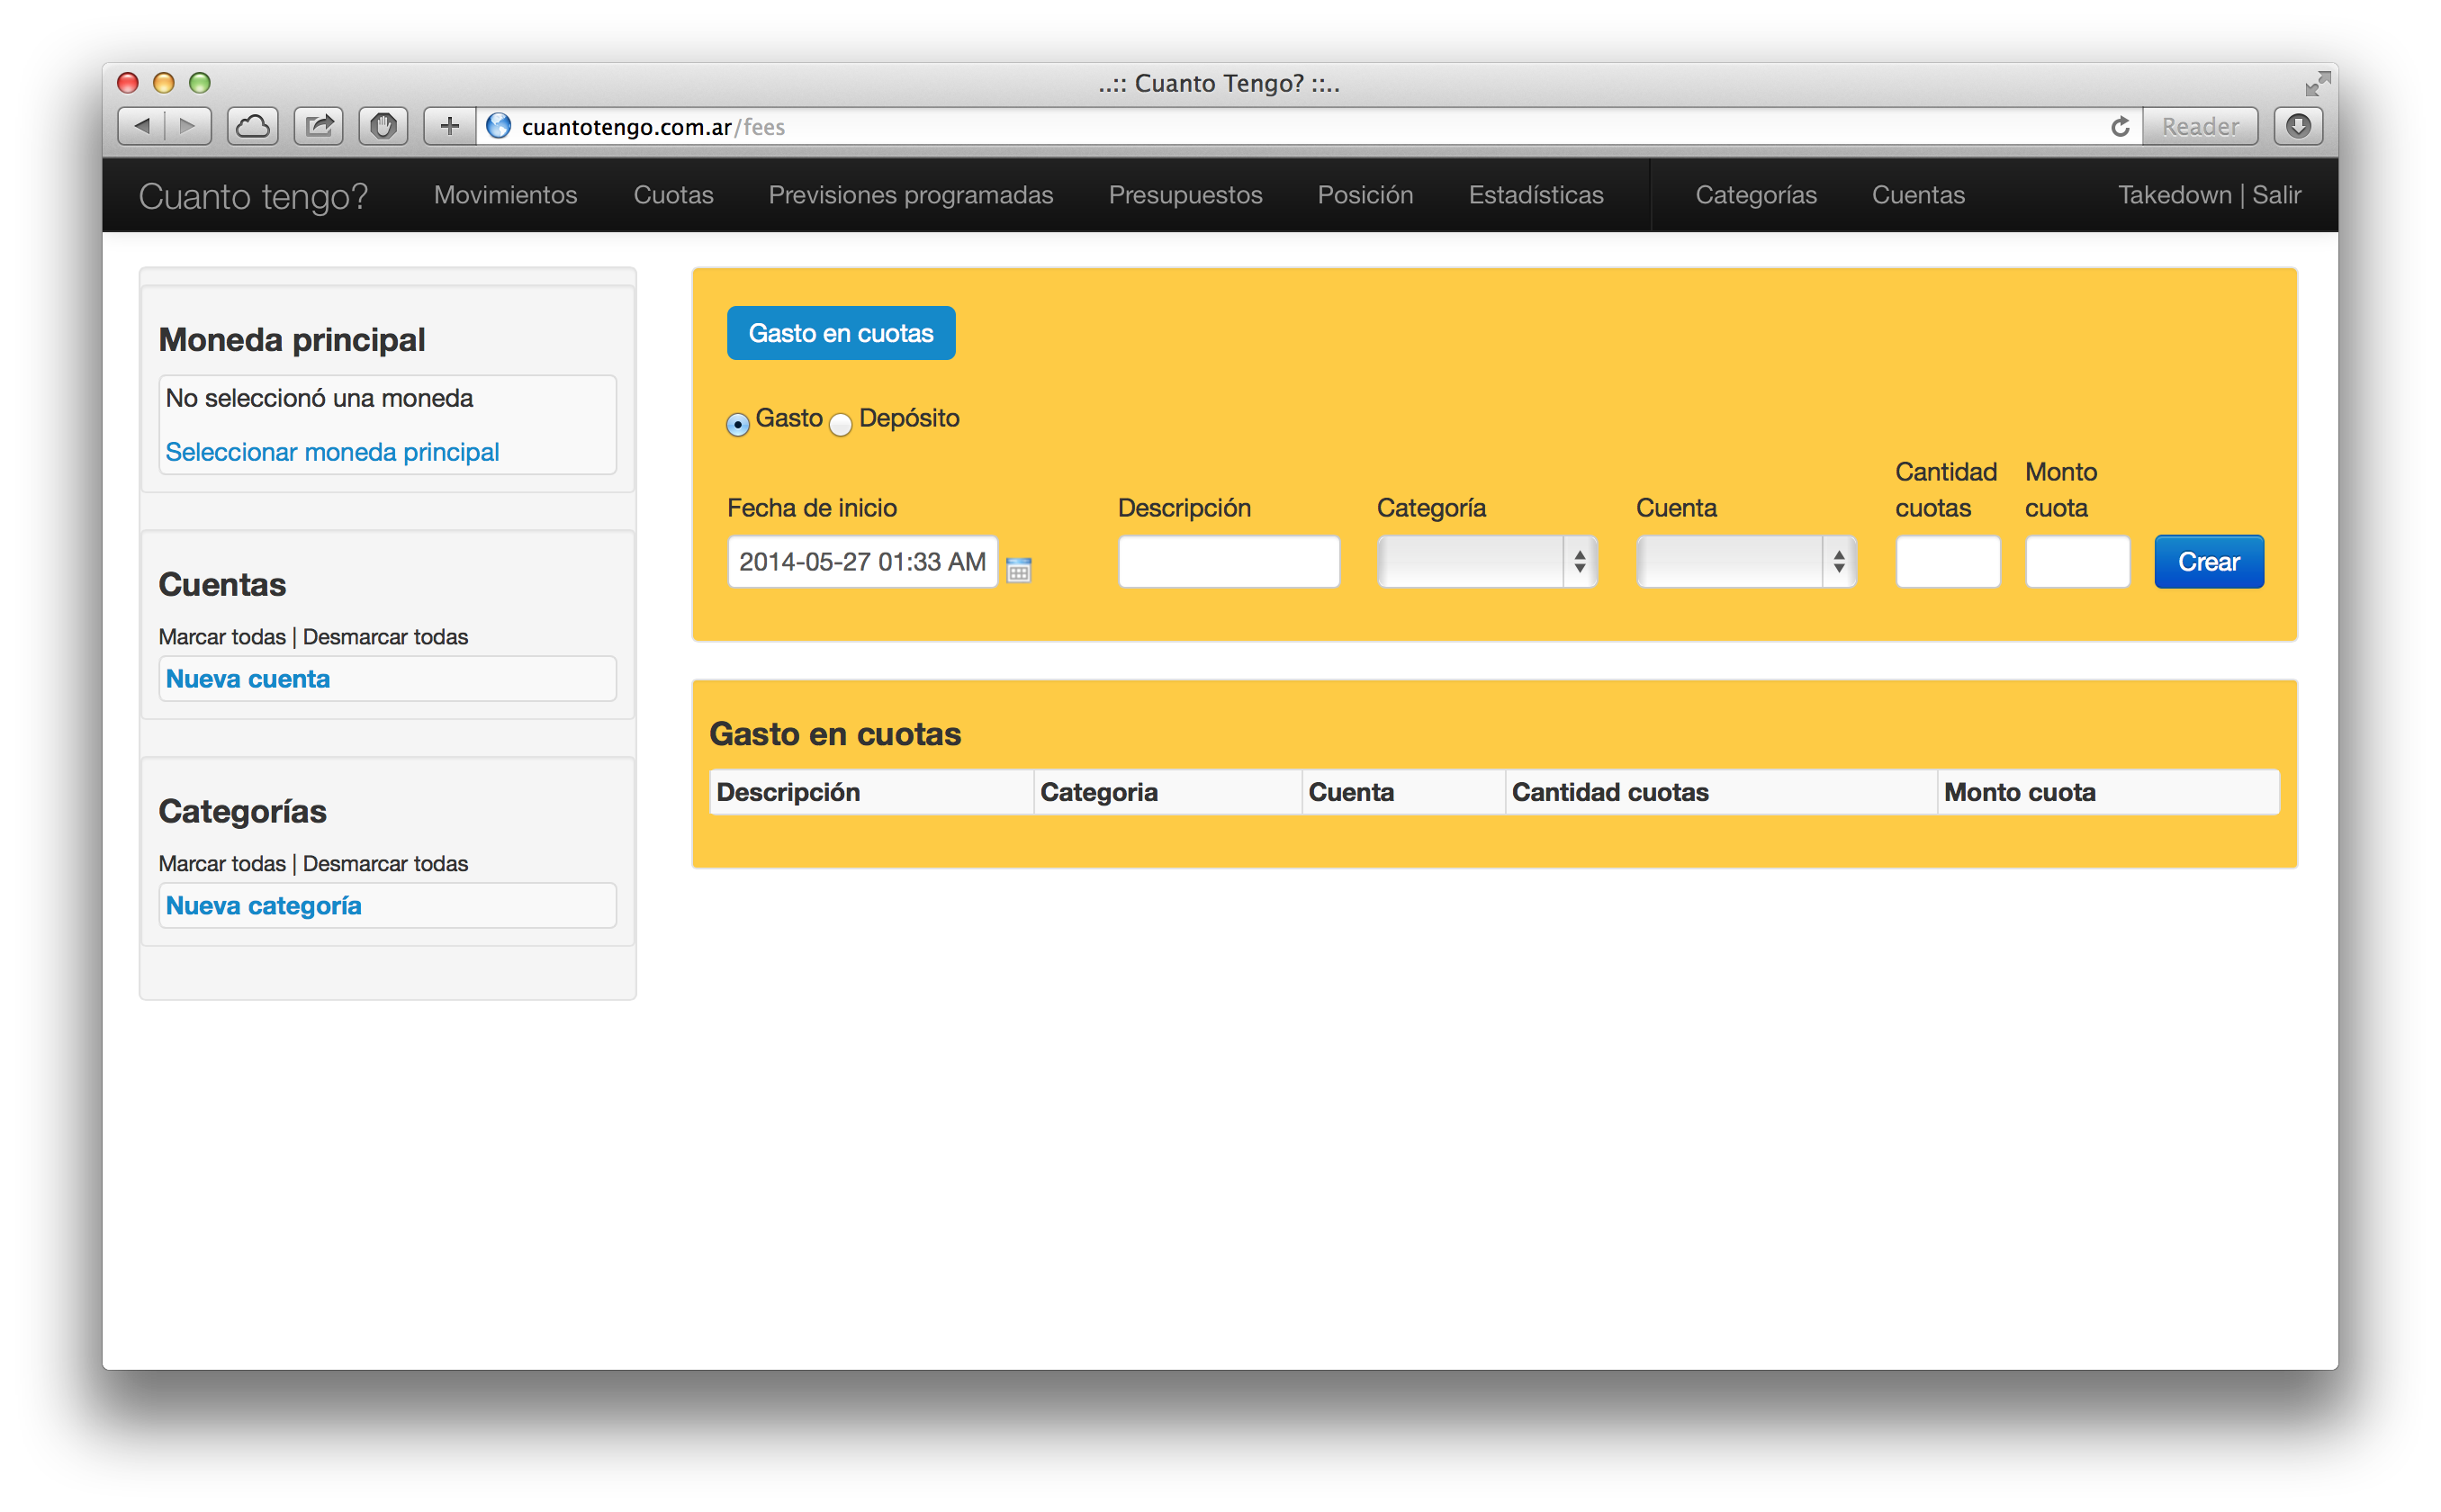 ..:: Cuanto Tengo? ::..
cuantotengo.com.ar/fees
Reader
Cuanto tengo? Movimientos Cuotas Previsiones programadas Presupuestos Posición Estadísticas Categorías Cuentas Takedown | Salir
Moneda principal
No seleccionó una moneda
Seleccionar moneda principal
Cuentas
Marcar todas | Desmarcar todas
Nueva cuenta
Categorías
Marcar todas | Desmarcar todas
Nueva categoría
Gasto en cuotas
Gasto Depósito
Fecha de inicio Descripción Categoría Cuenta Cantidad cuotas Monto cuota
2014-05-27 01:33 AM Crear
Gasto en cuotas
Descripción Categoria Cuenta Cantidad cuotas Monto cuota